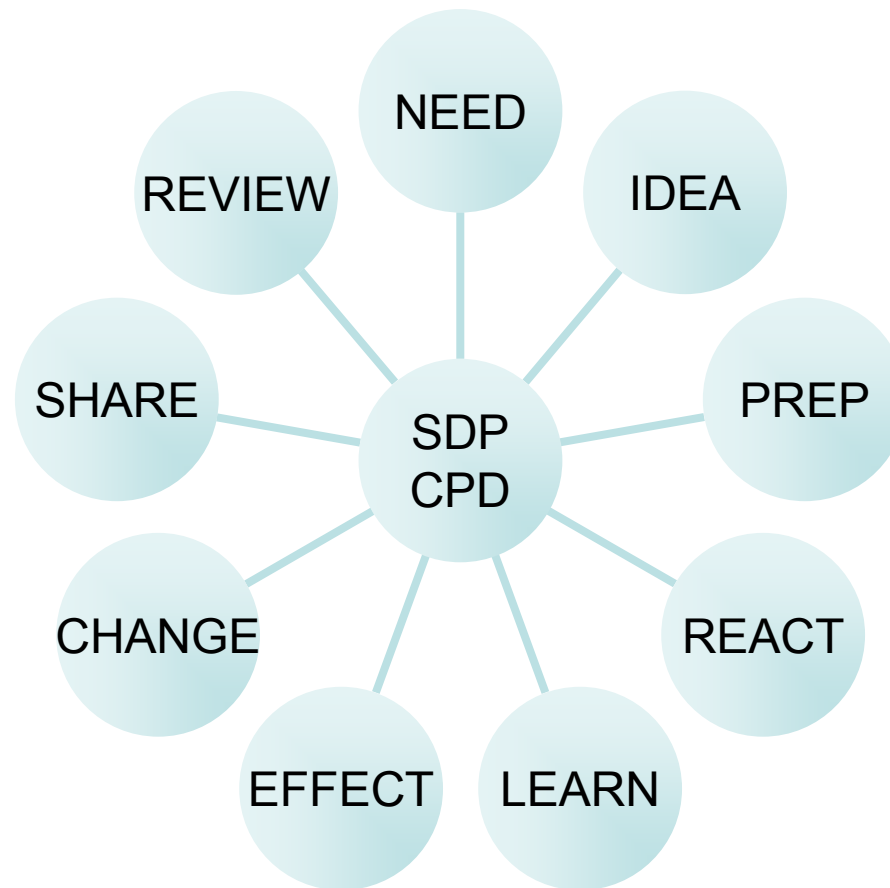 NEED
IDEA
PREP
REACT
LEARN
EFFECT
CHANGE
SHARE
REVIEW
SDP
CPD